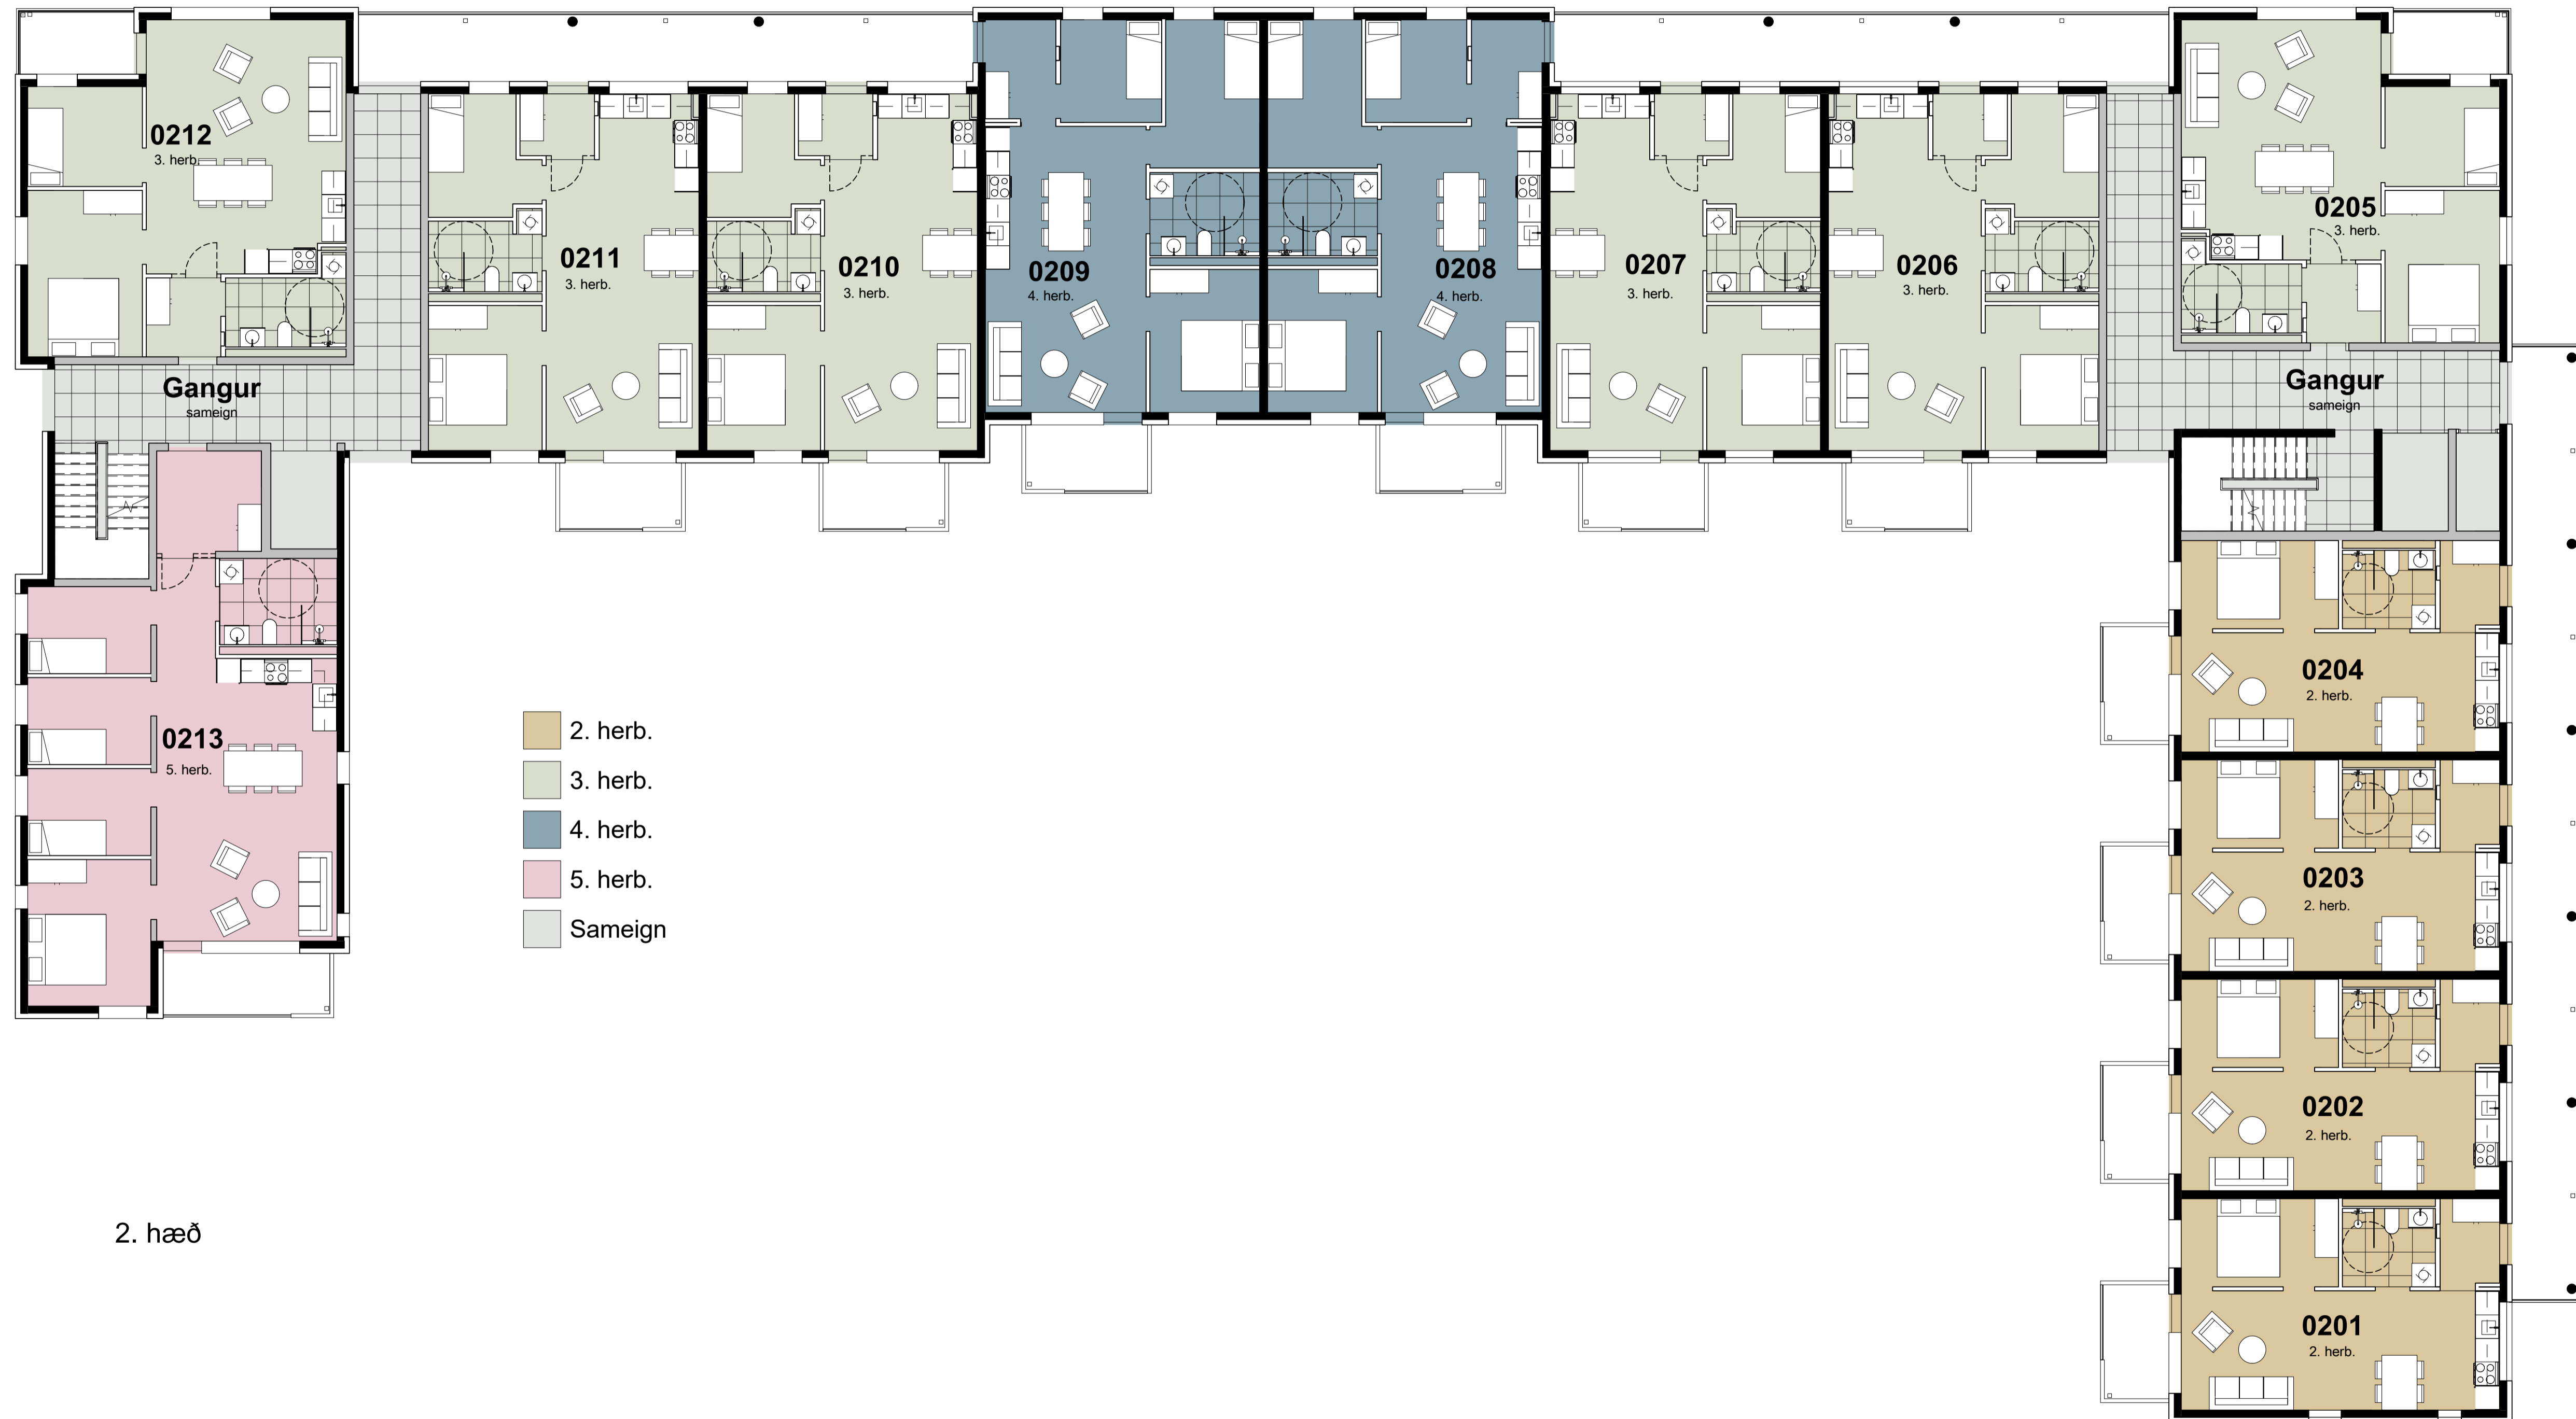 0212
3. herb.
0211
3. herb.
0210
3. herb.
0209
4. herb.
0208
4. herb.
0207
3. herb.
0206
3. herb.
0205
3. herb.
Gangur
sameign
Gangur
sameign
0213
5. herb.
2. herb.
3. herb.
4. herb.
5. herb.
Sameign
0204
2. herb.
0203
2. herb.
0202
2. herb.
0201
2. herb.
2. hæð